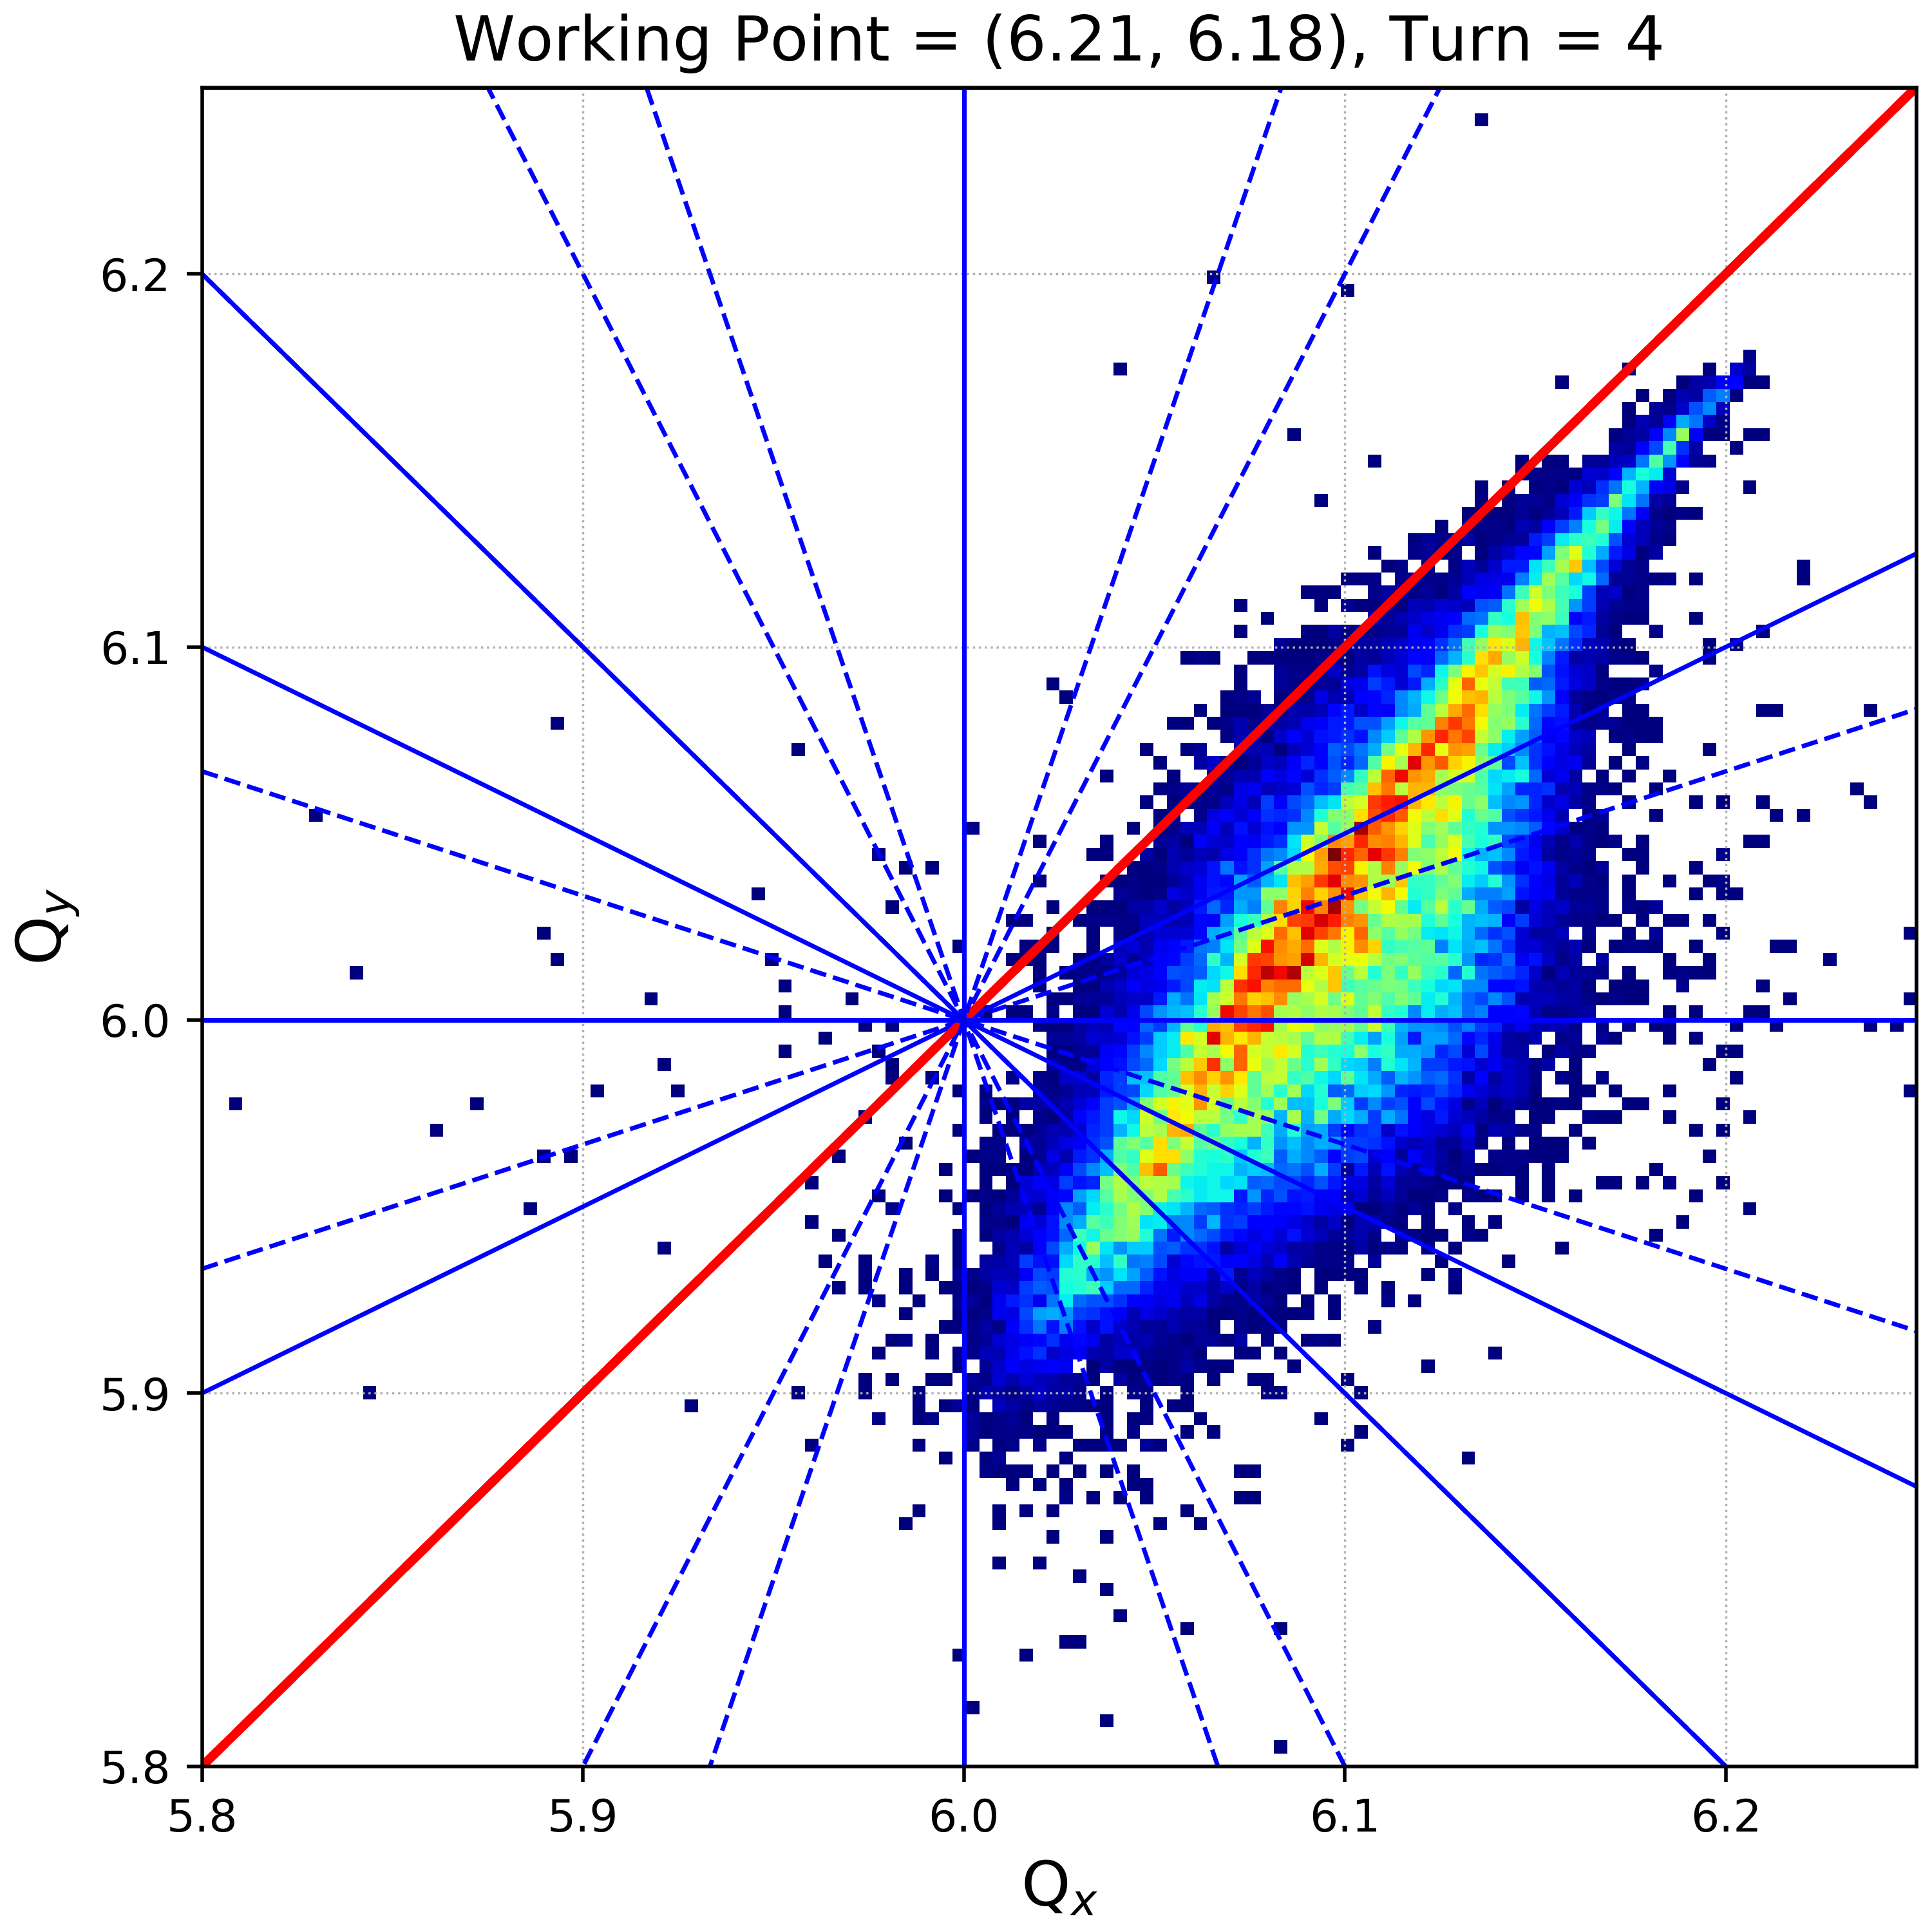 Working Point = (6.21, 6.18), Turn = 4
6.2
6.1
6.0
5.9
5.8
Qy
5.8 5.9 6.0 6.1 6.2
Qx